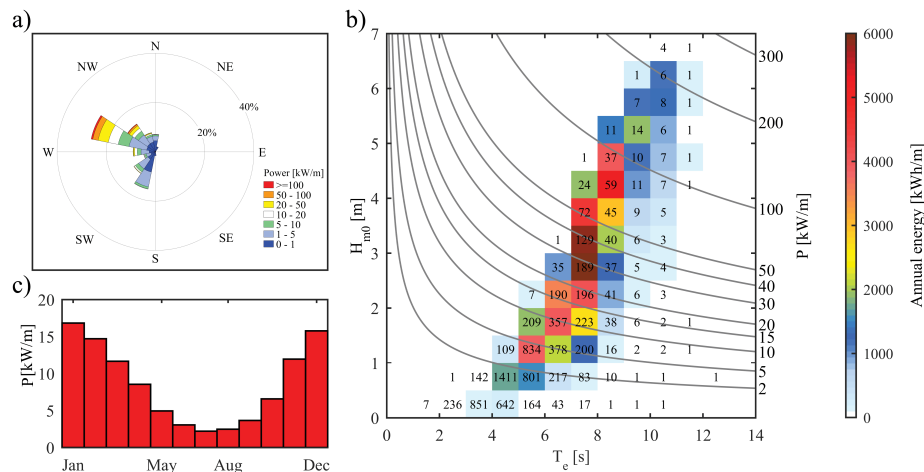 a)
N
NW
NE
40%
20%
W
E
SW
SE
S
Power [kW/m]
>=100
50 - 100
20 - 50
10 - 20
5 - 10
1 - 5
0 - 1
c)
P[kW/m]
20
15
10
5
0
Jan
May
Aug
Dec
b)
H_m0 [m]
7
6
5
4
3
2
1
0
4 1
1 6 1
7 8 1
11 14 6 1
1 37 10 7 1
24 59 11 7 1
72 45 9 5
1 129 40 6 3
35 189 37 5 4
7 190 196 41 6 3
209 357 223 38 6 2 1
109 834 378 200 16 2 2 1
1 142 1411 801 217 83 10 1 1 1
7 236 851 642 164 43 17 1 1 1
0 2 4 6 8 10 12 14
T_e [s]
300
200
100
50
40
30
20
15
10
5
2
P [kW/m]
6000
5000
4000
3000
2000
1000
0
Annual energy [kWh/m]